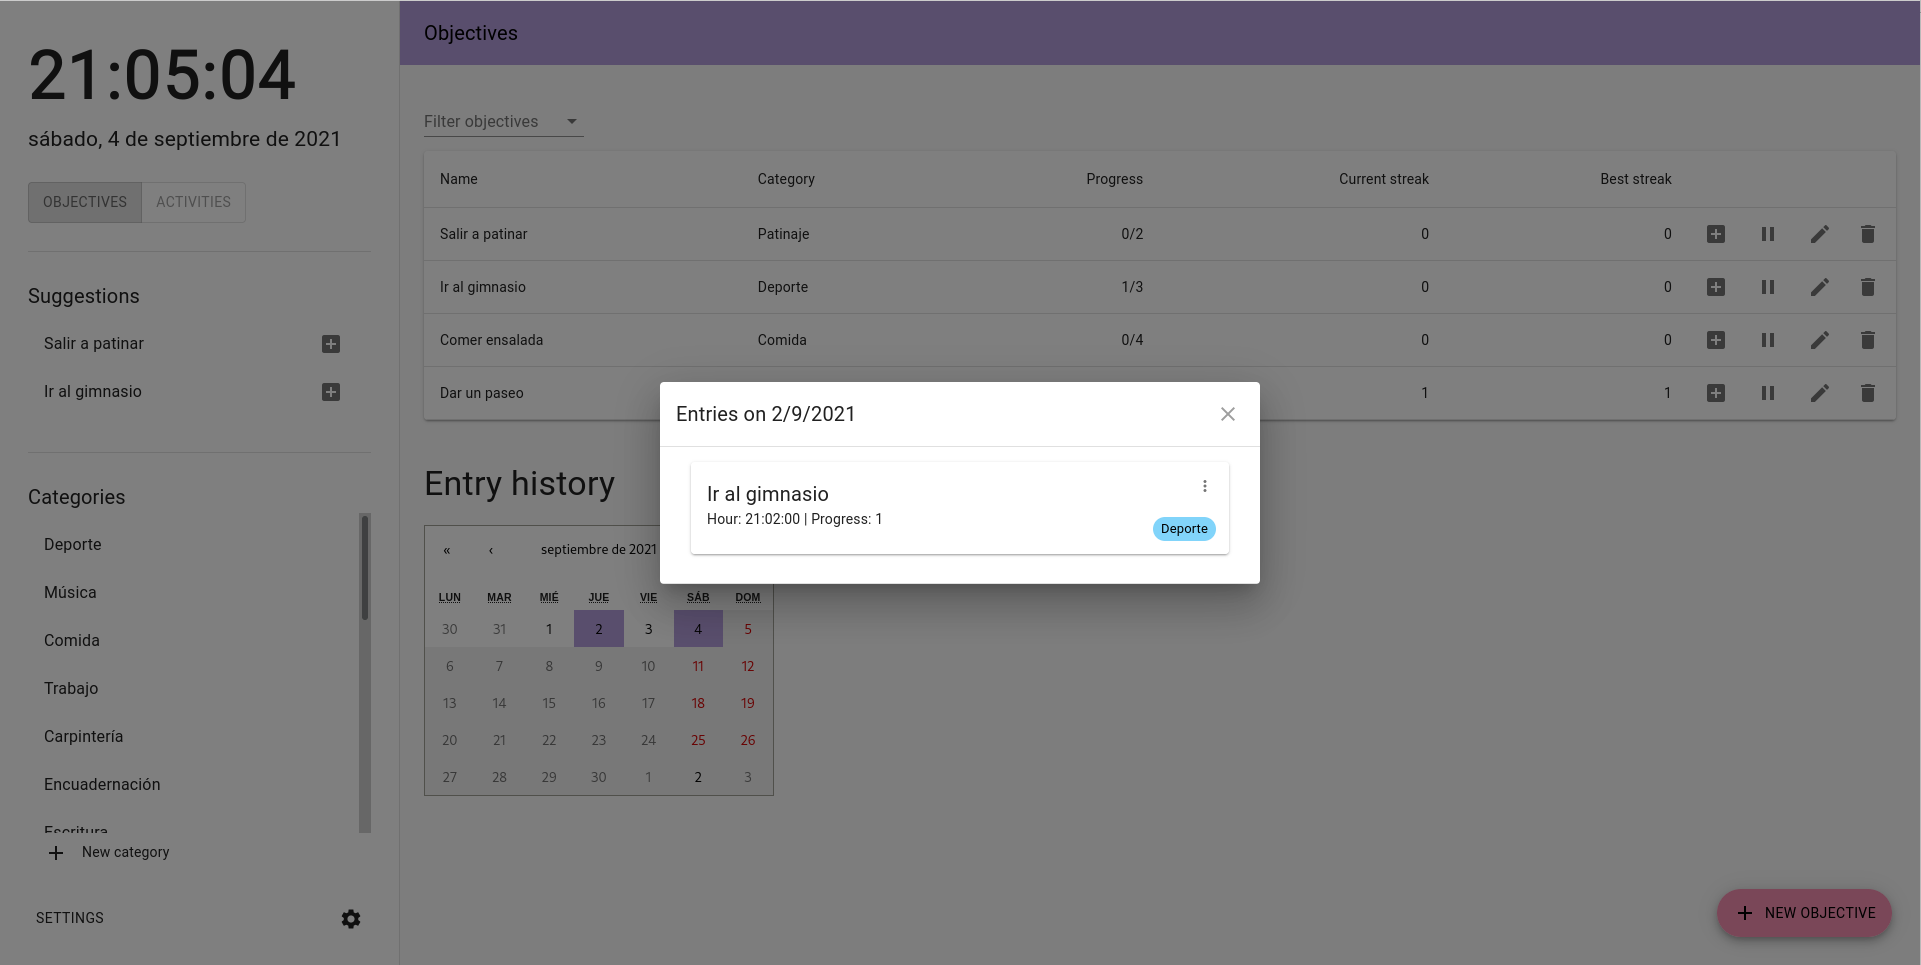 21:05:04
sábado, 4 de septiembre de 2021
OBJECTIVES ACTIVITIES
Suggestions
Salir a patinar
Ir al gimnasio
Categories
Deporte
Música
Comida
Trabajo
Carpintería
Encuadernación
Escritura
New category
SETTINGS
Objectives
Filter objectives
Name Category Progress Current streak Best streak
Salir a patinar Patinaje 0/2 0 0
Ir al gimnasio Deporte 1/3 0 0
Comer ensalada Comida 0/4 0 0
Dar un paseo 1 1
Entries on 2/9/2021
Ir al gimnasio
Hour: 21:02:00 | Progress: 1
Deporte
Entry history
« ‹ septiembre de 2021
LUN MAR MIÉ JUE VIE SÁB DOM
30 31 1 2 3 4 5
6 7 8 9 10 11 12
13 14 15 16 17 18 19
20 21 22 23 24 25 26
27 28 29 30 1 2 3
NEW OBJECTIVE